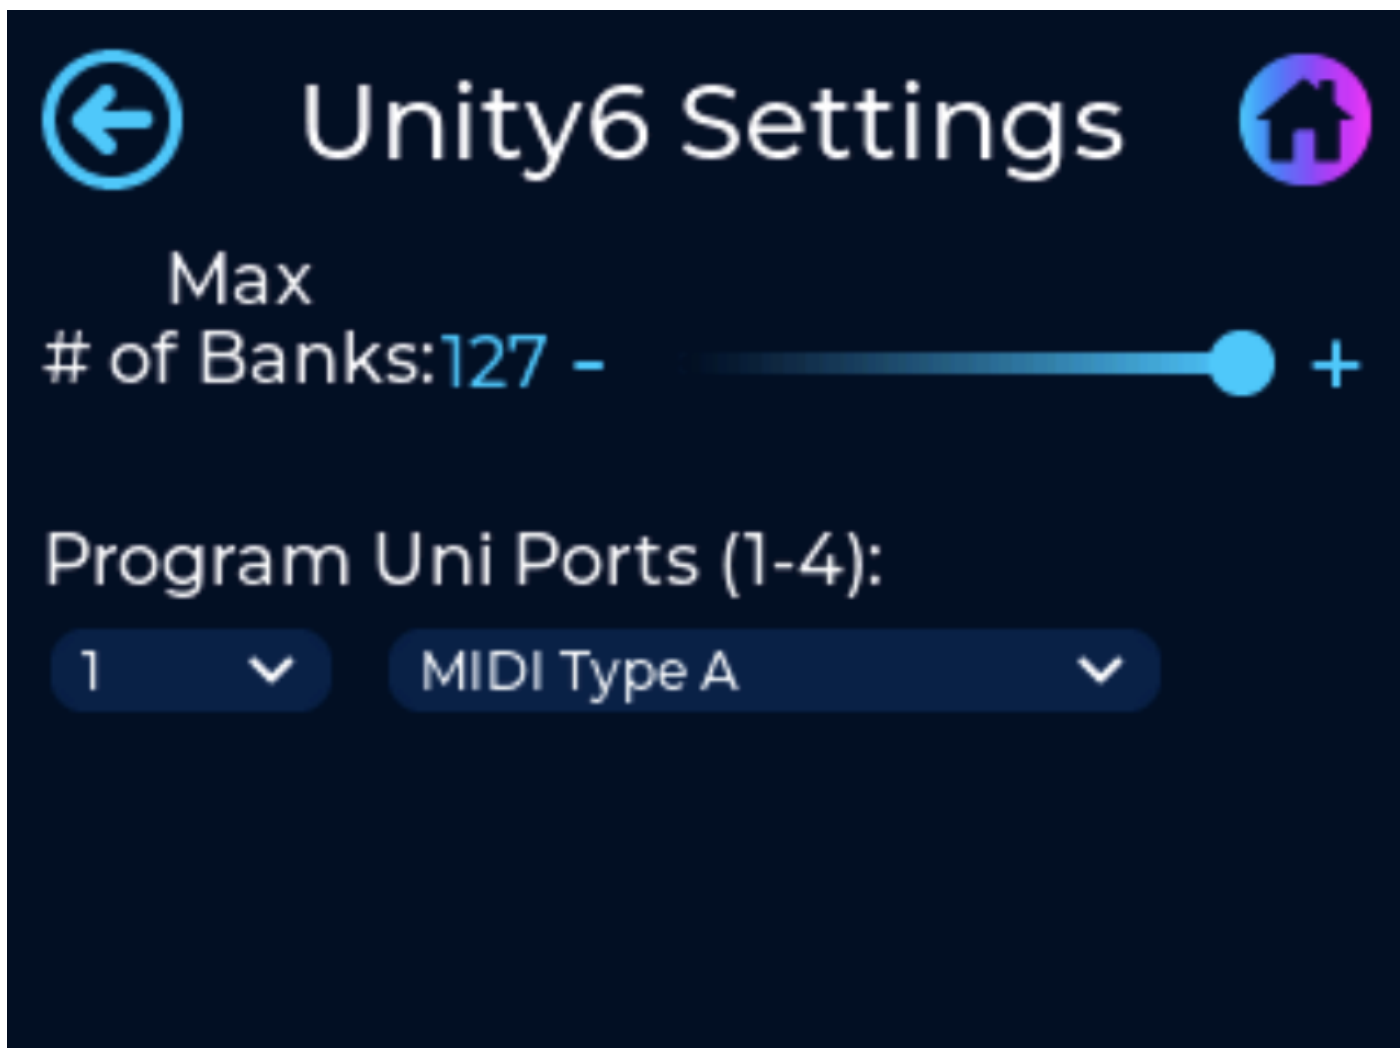 Unity6 Settings
Max
# of Banks:127 - +
Program Uni Ports (1-4):
1 MIDI Type A